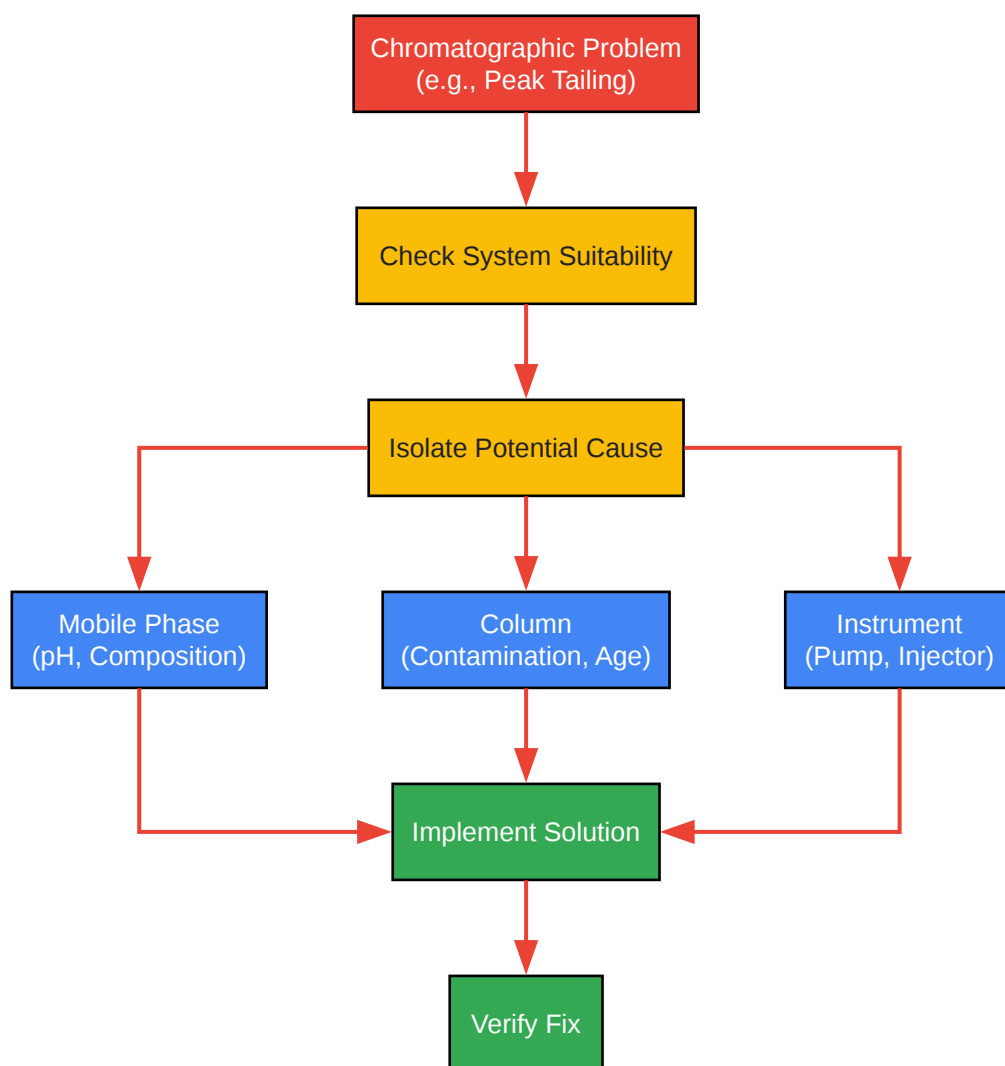 Chromatographic Problem
(e.g., Peak Tailing)
Check System Suitability
Isolate Potential Cause
Mobile Phase
(pH, Composition)
Column
(Contamination, Age)
Instrument
(Pump, Injector)
Implement Solution
Verify Fix